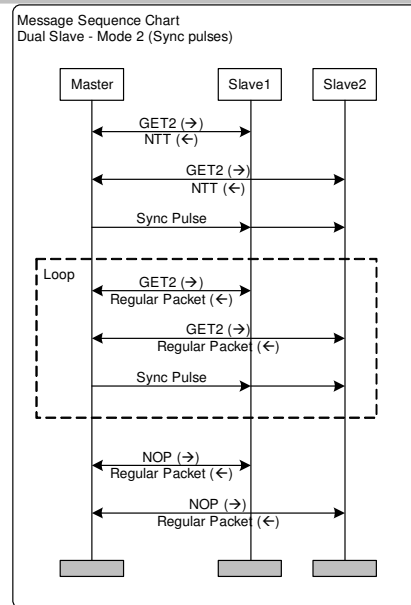 Message Sequence Chart
Dual Slave - Mode 2 (Sync pulses)
Master
Slave1
Slave2
GET2 (→)
NTT (←)
GET2 (→)
NTT (←)
Sync Pulse
Loop
GET2 (→)
Regular Packet (←)
GET2 (→)
Regular Packet (←)
Sync Pulse
NOP (→)
Regular Packet (←)
NOP (→)
Regular Packet (←)